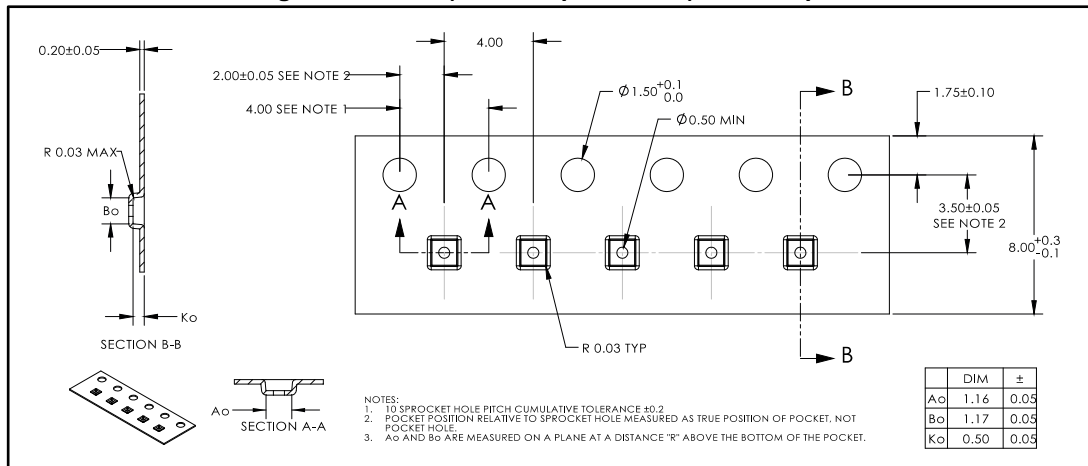 0.20±0.05
4.00
2.00±0.05 SEE NOTE 2
4.00 SEE NOTE 1
Ø1.50 +0.1 0.0
Ø0.50 MIN
B
1.75±0.10
R 0.03 MAX
Bo
A A
3.50±0.05
SEE NOTE 2
8.00 +0.3 -0.1
Ko
R 0.03 TYP
B
SECTION B-B
Ao
SECTION A-A
NOTES:
1. 10 SPROCKET HOLE PITCH CUMULATIVE TOLERANCE ±0.2
2. POCKET POSITION RELATIVE TO SPROCKET HOLE MEASURED AS TRUE POSITION OF POCKET, NOT
POCKET HOLE.
3. Ao AND Bo ARE MEASURED ON A PLANE AT A DISTANCE "R" ABOVE THE BOTTOM OF THE POCKET.
DIM ±
Ao 1.16 0.05
Bo 1.17 0.05
Ko 0.50 0.05